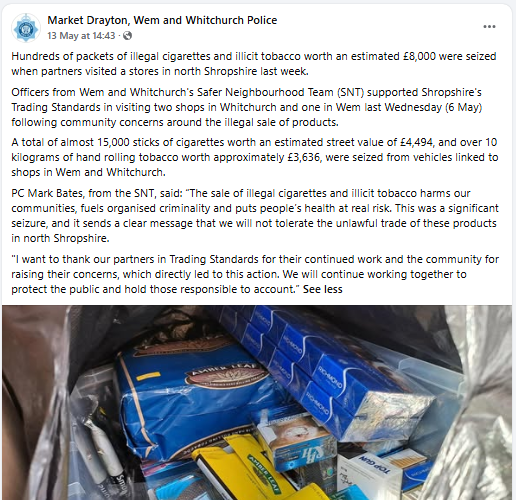 Market Drayton, Wem and Whitchurch Police
13 May at 14:43 ·
Hundreds of packets of illegal cigarettes and illicit tobacco worth an estimated £8,000 were seized
when partners visited a stores in north Shropshire last week.
Officers from Wem and Whitchurch's Safer Neighbourhood Team (SNT) supported Shropshire's
Trading Standards in visiting two shops in Whitchurch and one in Wem last Wednesday (6 May)
following community concerns around the illegal sale of products.
A total of almost 15,000 sticks of cigarettes worth an estimated street value of £4,494, and over 10
kilograms of hand rolling tobacco worth approximately £3,636, were seized from vehicles linked to
shops in Wem and Whitchurch.
PC Mark Bates, from the SNT, said: "The sale of illegal cigarettes and illicit tobacco harms our
communities, fuels organised criminality and puts people's health at real risk. This was a significant
seizure, and it sends a clear message that we will not tolerate the unlawful trade of these products
in north Shropshire.
"I want to thank our partners in Trading Standards for their continued work and the community for
raising their concerns, which directly led to this action. We will continue working together to
protect the public and hold those responsible to account." See less
AMBER LEAF
RICHMOND
RICHMOND
AMBER LEAF
TOP GUN